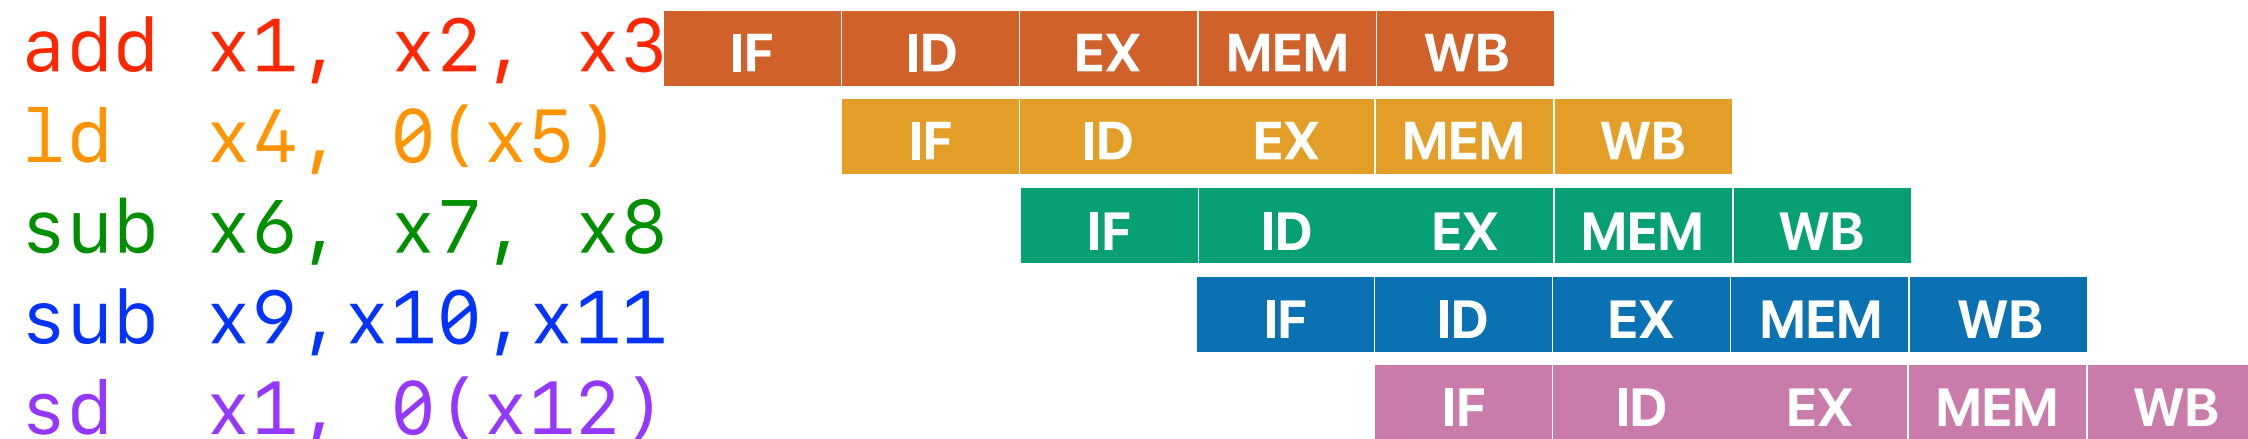 add x1, x2, x3 IF ID EX MEM WB
ld x4, 0(x5) IF ID EX MEM WB
sub x6, x7, x8 IF ID EX MEM WB
sub x9,x10,x11 IF ID EX MEM WB
sd x1, 0(x12) IF ID EX MEM WB